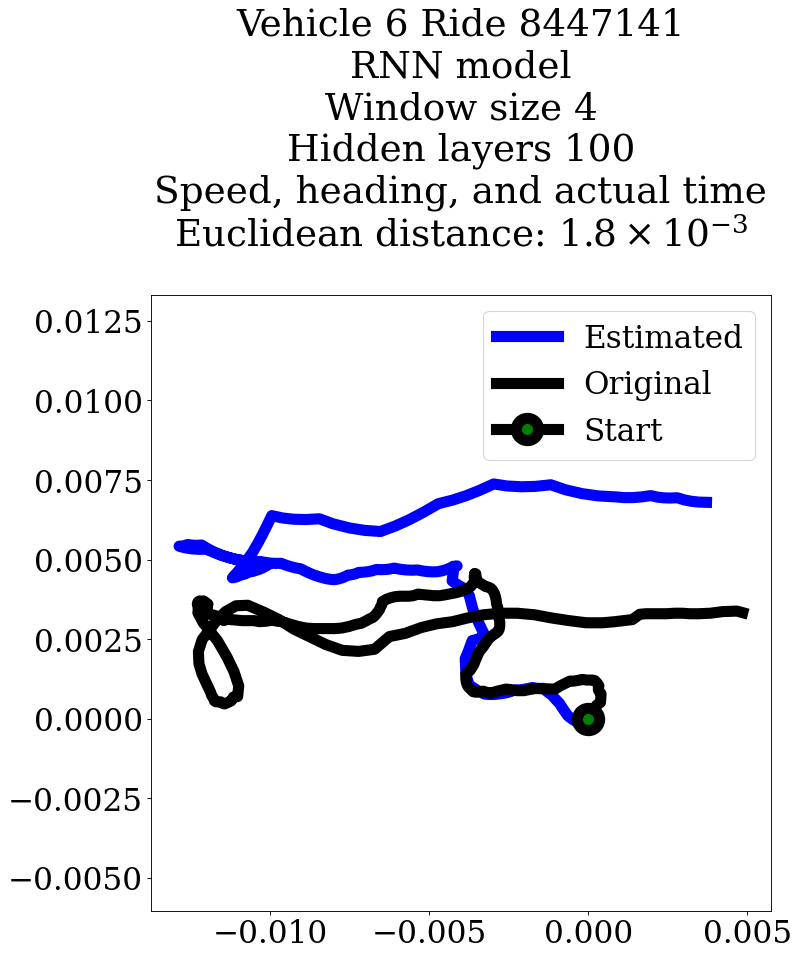 Vehicle 6 Ride 8447141
RNN model
Window size 4
Hidden layers 100
Speed, heading, and actual time
Euclidean distance: 1.8 × 10⁻³
Estimated
Original
Start
0.0125
0.0100
0.0075
0.0050
0.0025
0.0000
−0.0025
−0.0050
−0.010 −0.005 0.000 0.005